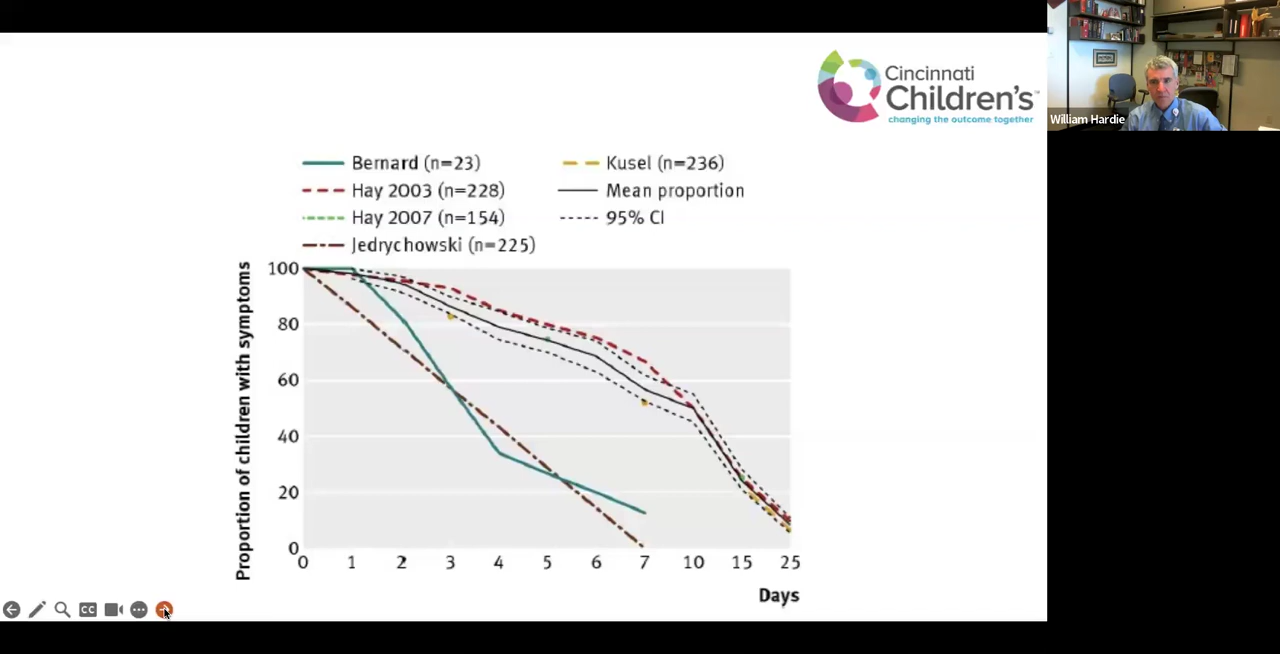 Cincinnati
Children's™
changing the outcome together
William Hardie
Bernard (n=23)
Hay 2003 (n=228)
Hay 2007 (n=154)
Jedrychowski (n=225)
Kusel (n=236)
Mean proportion
95% CI
Proportion of children with symptoms
100
80
60
40
20
0
0 1 2 3 4 5 6 7 10 15 25
Days
CC